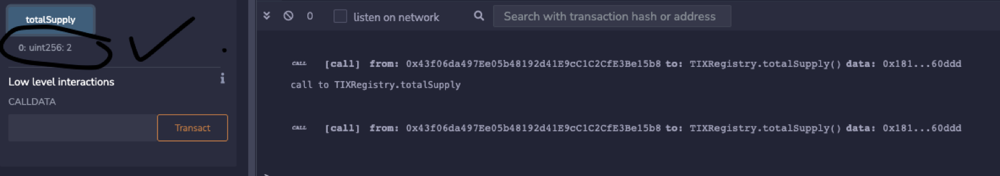 totalSupply
0: uint256: 2
Low level interactions
i
CALLDATA
Transact
0
listen on network
Search with transaction hash or address
CALL [call] from: 0x43f06da497Ee05b48192d41E9cC1C2CfE3Be15b8 to: TIXRegistry.totalSupply() data: 0x181...60ddd
call to TIXRegistry.totalSupply
CALL [call] from: 0x43f06da497Ee05b48192d41E9cC1C2CfE3Be15b8 to: TIXRegistry.totalSupply() data: 0x181...60ddd